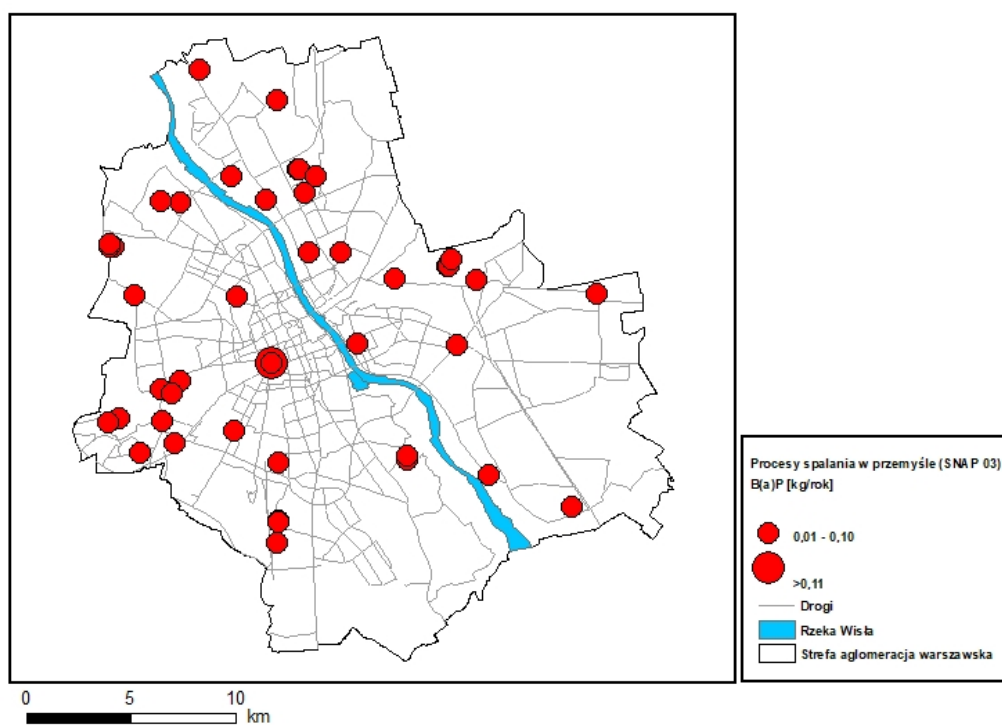 Procesy spalania w przemyśle (SNAP 03)
B(a)P [kg/rok]
0,01 - 0,10
>0,11
Drogi
Rzeka Wisła
Strefa aglomeracja warszawska
0 5 10
km